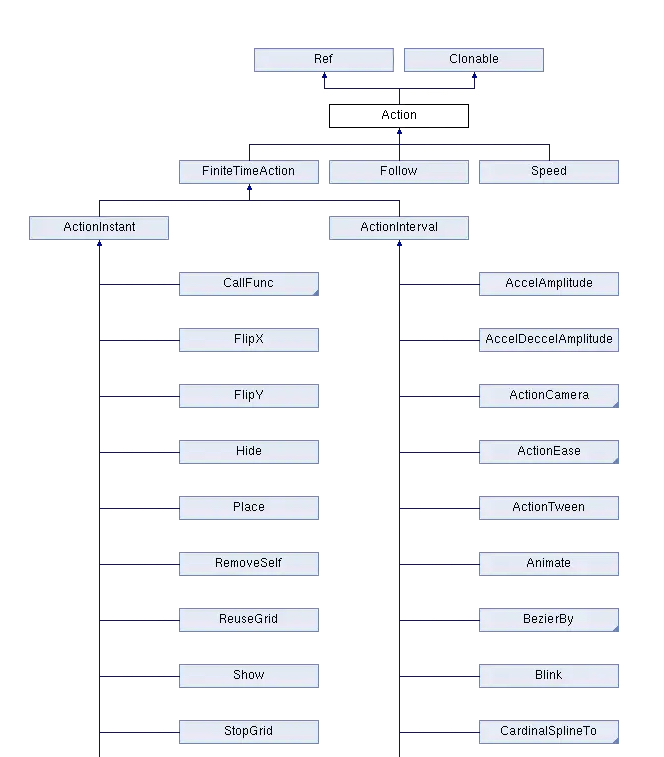 Ref
Clonable
Action
FiniteTimeAction
Follow
Speed
ActionInstant
ActionInterval
CallFunc
AccelAmplitude
FlipX
AccelDeccelAmplitude
FlipY
ActionCamera
Hide
ActionEase
Place
ActionTween
RemoveSelf
Animate
ReuseGrid
BezierBy
Show
Blink
StopGrid
CardinalSplineTo